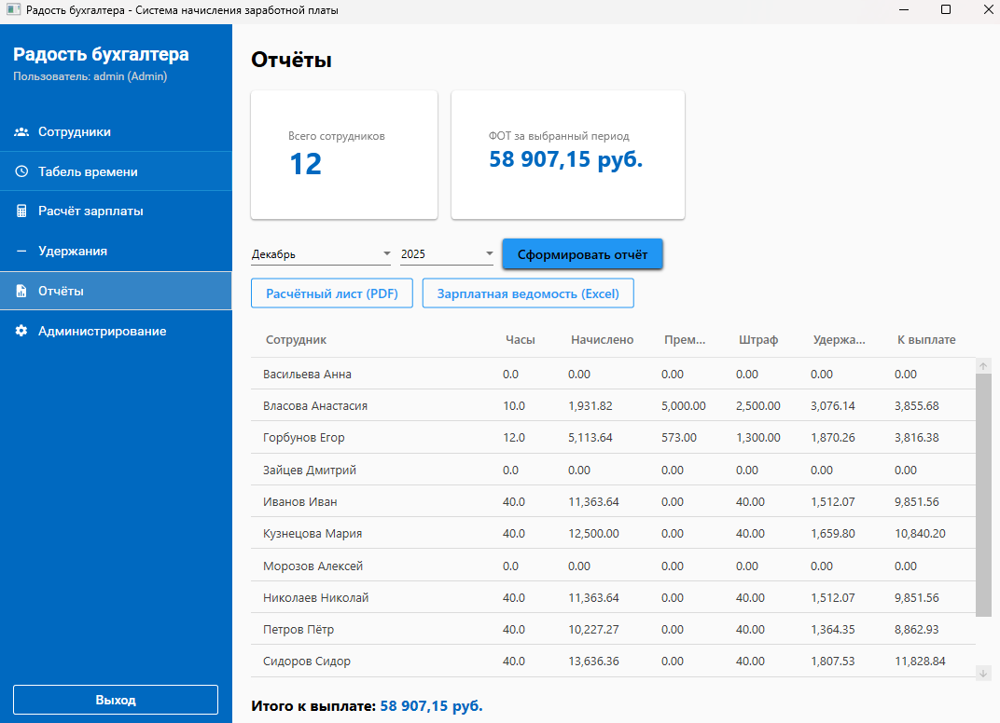 Радость бухгалтера - Система начисления заработной платы
Радость бухгалтера
Пользователь: admin (Admin)
Сотрудники
Табель времени
Расчёт зарплаты
Удержания
Отчёты
Администрирование
Выход
Отчёты
Всего сотрудников
12
ФОТ за выбранный период
58 907,15 руб.
Декабрь 2025 Сформировать отчёт
Расчётный лист (PDF) Зарплатная ведомость (Excel)
Сотрудник Часы Начислено Прем... Штраф Удержа... К выплате
Васильева Анна 0.0 0.00 0.00 0.00 0.00 0.00
Власова Анастасия 10.0 1,931.82 5,000.00 2,500.00 3,076.14 3,855.68
Горбунов Егор 12.0 5,113.64 573.00 1,300.00 1,870.26 3,816.38
Зайцев Дмитрий 0.0 0.00 0.00 0.00 0.00 0.00
Иванов Иван 40.0 11,363.64 0.00 40.00 1,512.07 9,851.56
Кузнецова Мария 40.0 12,500.00 0.00 40.00 1,659.80 10,840.20
Морозов Алексей 0.0 0.00 0.00 0.00 0.00 0.00
Николаев Николай 40.0 11,363.64 0.00 40.00 1,512.07 9,851.56
Петров Пётр 40.0 10,227.27 0.00 40.00 1,364.35 8,862.93
Сидоров Сидор 40.0 13,636.36 0.00 40.00 1,807.53 11,828.84
Итого к выплате: 58 907,15 руб.